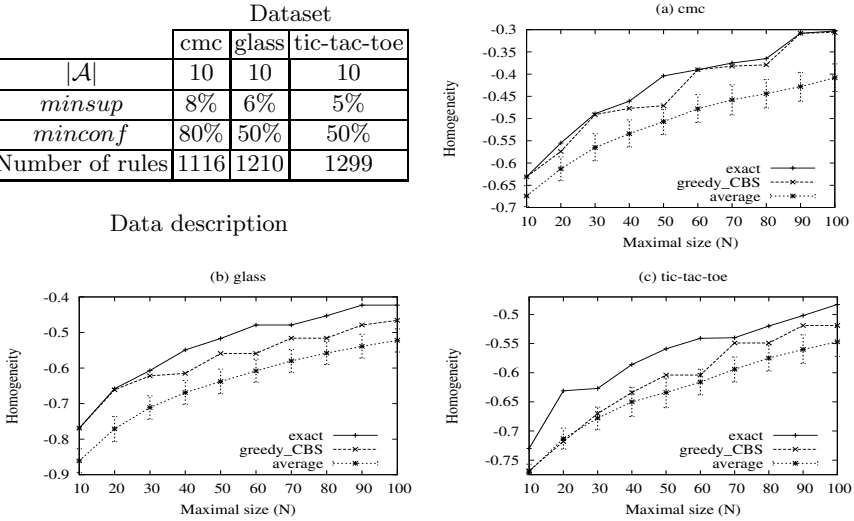 Dataset
cmc glass tic-tac-toe
|𝒜| 10 10 10
minsup 8% 6% 5%
minconf 80% 50% 50%
Number of rules 1116 1210 1299
Data description
(a) cmc
-0.3
-0.35
-0.4
-0.45
-0.5
-0.55
-0.6
-0.65
-0.7
Homogeneity
exact
greedy_CBS
average
10 20 30 40 50 60 70 80 90 100
Maximal size (N)
(b) glass
-0.4
-0.5
-0.6
-0.7
-0.8
-0.9
Homogeneity
exact
greedy_CBS
average
10 20 30 40 50 60 70 80 90 100
Maximal size (N)
(c) tic-tac-toe
-0.5
-0.55
-0.6
-0.65
-0.7
-0.75
Homogeneity
exact
greedy_CBS
average
10 20 30 40 50 60 70 80 90 100
Maximal size (N)